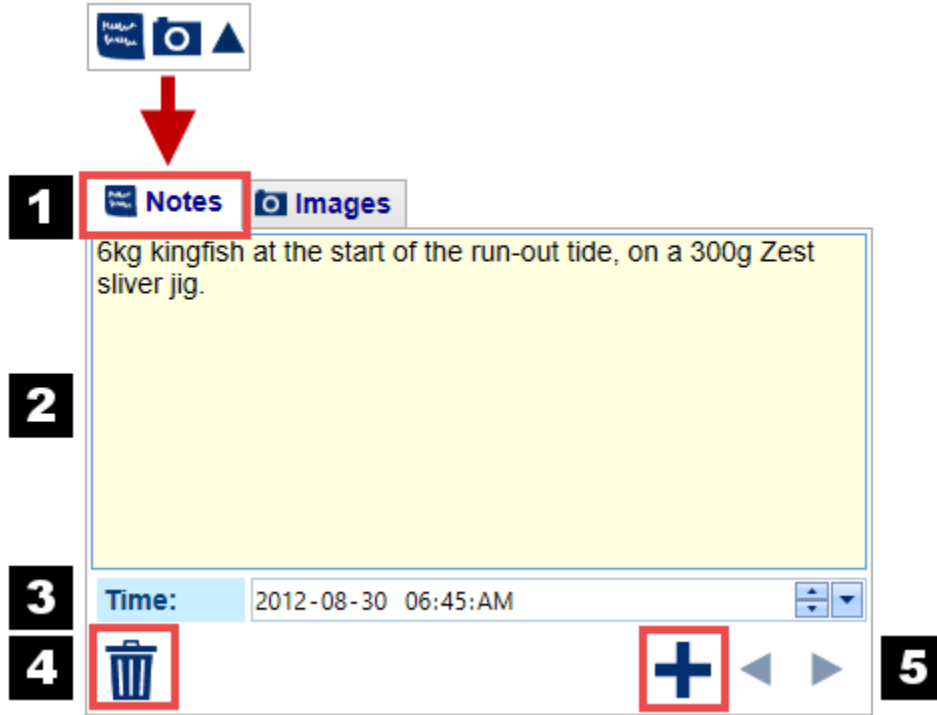 1
Notes
Images
6kg kingfish at the start of the run-out tide, on a 300g Zest
sliver jig.
2
3
Time:
2012-08-30 06:45:AM
4
5